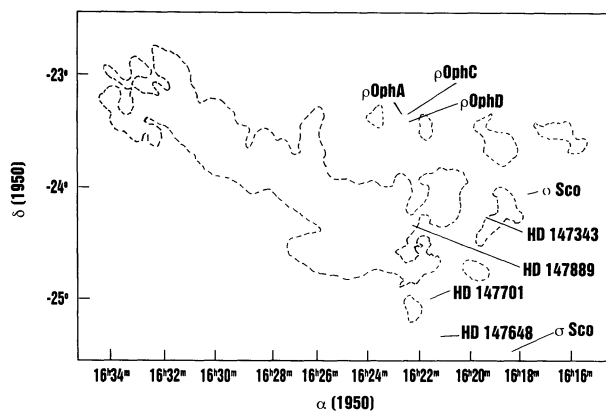 -23°
-24°
-25°
δ (1950)
ρOphA
ρOphC
ρOphD
ο Sco
HD 147343
HD 147889
HD 147701
HD 147648
σ Sco
16ʰ34ᵐ 16ʰ32ᵐ 16ʰ30ᵐ 16ʰ28ᵐ 16ʰ26ᵐ 16ʰ24ᵐ 16ʰ22ᵐ 16ʰ20ᵐ 16ʰ18ᵐ 16ʰ16ᵐ
α (1950)